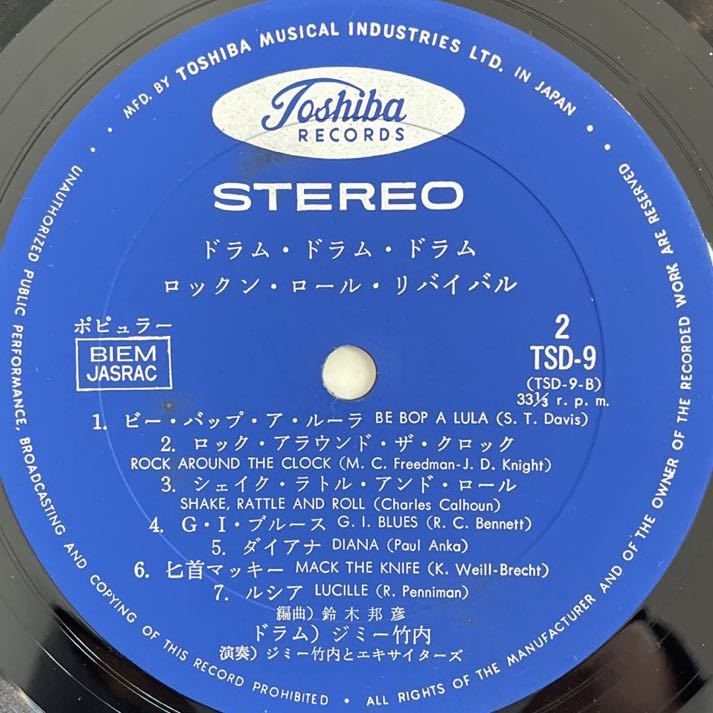 MFD. BY TOSHIBA MUSICAL INDUSTRIES LTD. IN JAPAN •
Toshiba
RECORDS
STEREO
ドラム・ドラム・ドラム
ロックン・ロール・リバイバル
ポピュラー
BIEM
JASRAC
2
TSD-9
(TSD-9-B)
33⅓ r. p. m.
1. ビー・バップ・ア・ルーラ BE BOP A LULA (S. T. Davis)
2. ロック・アラウンド・ザ・クロック
ROCK AROUND THE CLOCK (M. C. Freedman-J. D. Knight)
3. シェイク・ラトル・アンド・ロール
SHAKE, RATTLE AND ROLL (Charles Calhoun)
4. G・I・ブルース G. I. BLUES (R. C. Bennett)
5. ダイアナ DIANA (Paul Anka)
6. 匕首マッキー MACK THE KNIFE (K. Weill-Brecht)
7. ルシア LUCILLE (R. Penniman)
編曲) 鈴木邦彦
ドラム) ジミー竹内
演奏) ジミー竹内とエキサイターズ
• UNAUTHORIZED PUBLIC PERFORMANCE, BROADCASTING AND COPYING OF THIS RECORD PROHIBITED • ALL RIGHTS OF THE MANUFACTURER AND OF THE OWNER OF THE RECORDED WORK ARE RESERVED